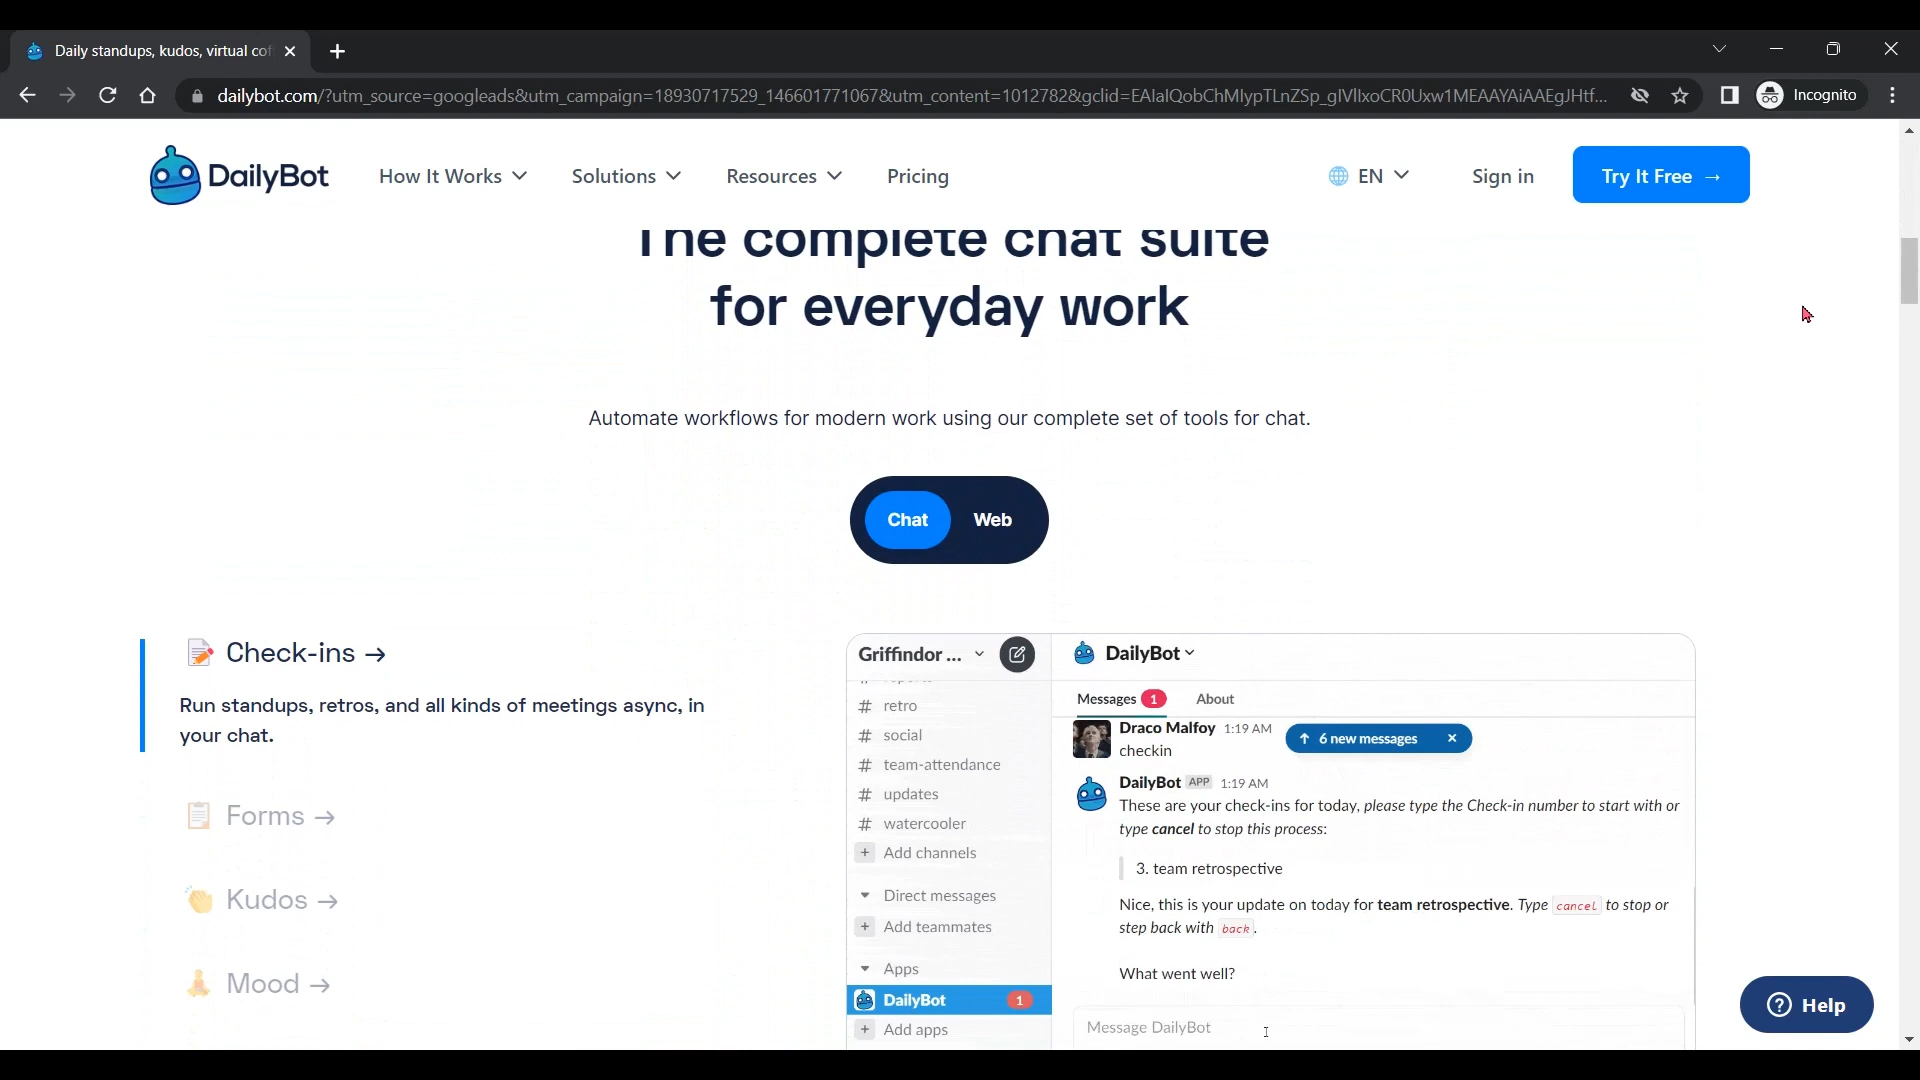 Daily standups, kudos, virtual cof
dailybot.com/?utm_source=googleads&utm_campaign=18930717529_146601771067&utm_content=1012782&gclid=EAIaIQobChMIypTLnZSp_gIVlIxoCR0Uxw1MEAAYAiAAEgJHtf...
Incognito
DailyBot
How It Works
Solutions
Resources
Pricing
EN
Sign in
Try It Free →
The complete chat suite
for everyday work
Automate workflows for modern work using our complete set of tools for chat.
Chat
Web
Check-ins →
Run standups, retros, and all kinds of meetings async, in
your chat.
Forms →
Kudos →
Mood →
Griffindor ...
# retro
# social
# team-attendance
# updates
# watercooler
+ Add channels
Direct messages
+ Add teammates
Apps
DailyBot 1
+ Add apps
DailyBot
Messages 1
About
Draco Malfoy 1:19 AM
checkin
↑ 6 new messages ×
DailyBot APP 1:19 AM
These are your check-ins for today, please type the Check-in number to start with or
type cancel to stop this process:
3. team retrospective
Nice, this is your update on today for team retrospective. Type cancel to stop or
step back with back.
What went well?
Message DailyBot
Help